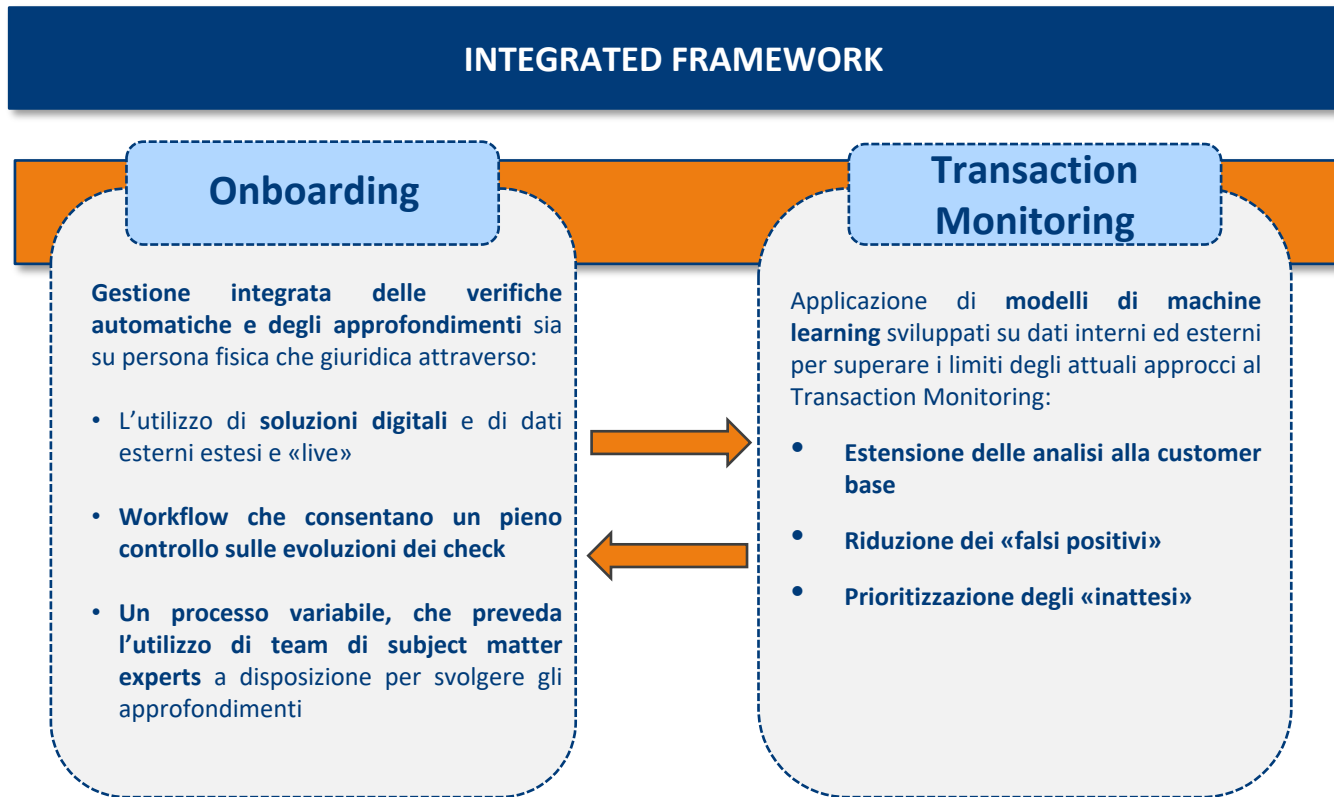 INTEGRATED FRAMEWORK
Onboarding
Gestione integrata delle verifiche
automatiche e degli approfondimenti sia
su persona fisica che giuridica attraverso:
• L’utilizzo di soluzioni digitali e di dati
esterni estesi e «live»
• Workflow che consentano un pieno
controllo sulle evoluzioni dei check
• Un processo variabile, che preveda
l’utilizzo di team di subject matter
experts a disposizione per svolgere gli
approfondimenti
Transaction
Monitoring
Applicazione di modelli di machine
learning sviluppati su dati interni ed esterni
per superare i limiti degli attuali approcci al
Transaction Monitoring:
• Estensione delle analisi alla customer
base
• Riduzione dei «falsi positivi»
• Prioritizzazione degli «inattesi»